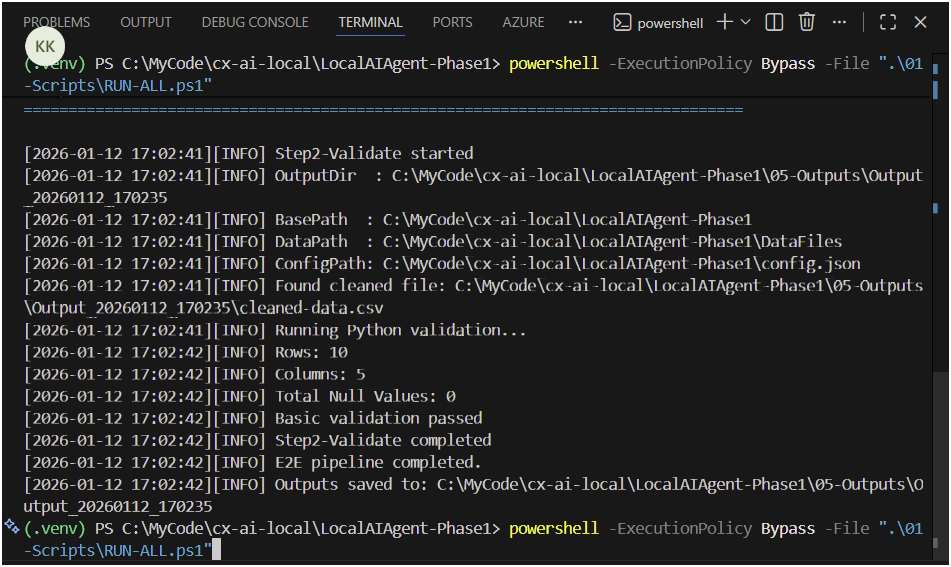 PROBLEMS OUTPUT DEBUG CONSOLE TERMINAL PORTS AZURE ··· powershell
KK
(.venv) PS C:\MyCode\cx-ai-local\LocalAIAgent-Phase1> powershell -ExecutionPolicy Bypass -File ".\01
-Scripts\RUN-ALL.ps1"
================================================================================
[2026-01-12 17:02:41][INFO] Step2-Validate started
[2026-01-12 17:02:41][INFO] OutputDir  : C:\MyCode\cx-ai-local\LocalAIAgent-Phase1\05-Outputs\Output
_20260112_170235
[2026-01-12 17:02:41][INFO] BasePath  : C:\MyCode\cx-ai-local\LocalAIAgent-Phase1
[2026-01-12 17:02:41][INFO] DataPath  : C:\MyCode\cx-ai-local\LocalAIAgent-Phase1\DataFiles
[2026-01-12 17:02:41][INFO] ConfigPath: C:\MyCode\cx-ai-local\LocalAIAgent-Phase1\config.json
[2026-01-12 17:02:41][INFO] Found cleaned file: C:\MyCode\cx-ai-local\LocalAIAgent-Phase1\05-Outputs
\Output_20260112_170235\cleaned-data.csv
[2026-01-12 17:02:41][INFO] Running Python validation...
[2026-01-12 17:02:42][INFO] Rows: 10
[2026-01-12 17:02:42][INFO] Columns: 5
[2026-01-12 17:02:42][INFO] Total Null Values: 0
[2026-01-12 17:02:42][INFO] Basic validation passed
[2026-01-12 17:02:42][INFO] Step2-Validate completed
[2026-01-12 17:02:42][INFO] E2E pipeline completed.
[2026-01-12 17:02:42][INFO] Outputs saved to: C:\MyCode\cx-ai-local\LocalAIAgent-Phase1\05-Outputs\O
utput_20260112_170235
(.venv) PS C:\MyCode\cx-ai-local\LocalAIAgent-Phase1> powershell -ExecutionPolicy Bypass -File ".\01
-Scripts\RUN-ALL.ps1"